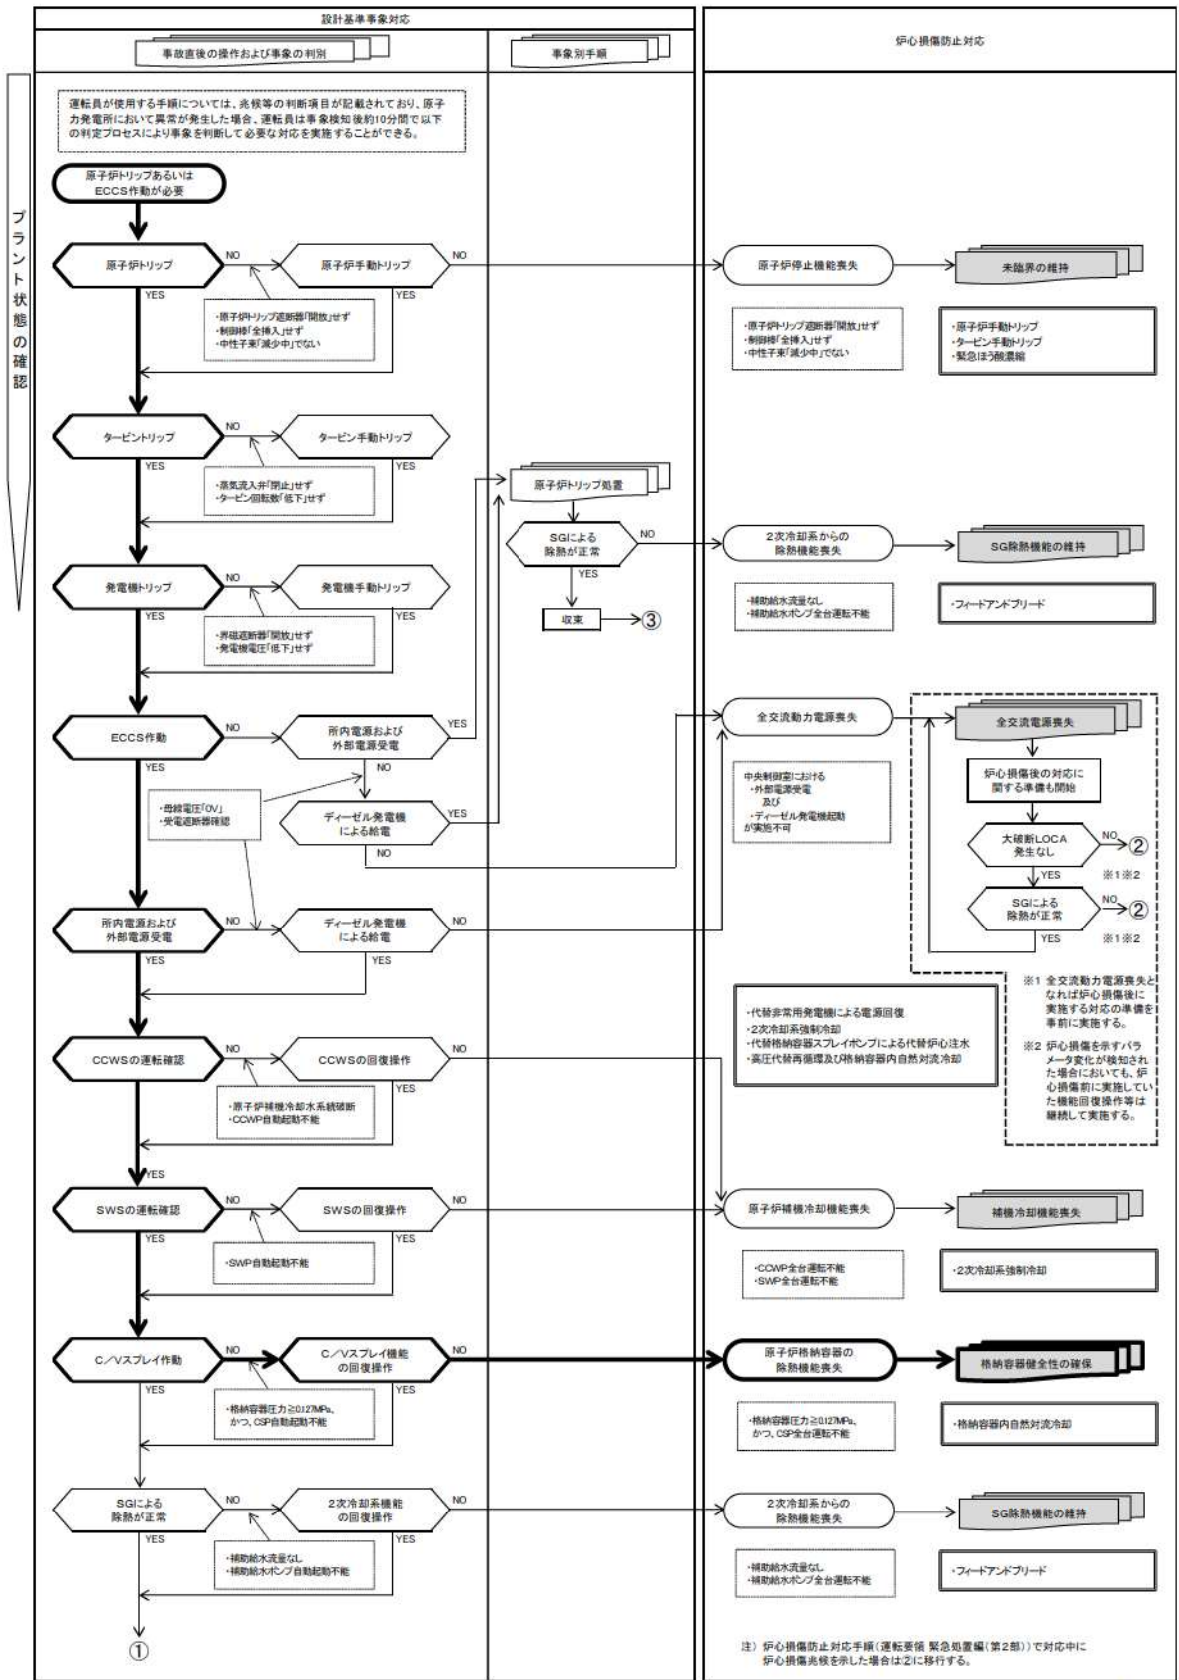 設計基準事象対応
事故直後の操作および事象の判別
事象別手順
炉心損傷防止対応
プラント状態の確認
運転員が使用する手順については、兆候等の判断項目が記載されており、原子
力発電所において異常が発生した場合、運転員は事象検知後約10分間で以下
の判定プロセスにより事象を判断して必要な対応を実施することができる。
原子炉トリップあるいは
ECCS作動が必要
原子炉トリップ
NO
原子炉手動トリップ
NO
原子炉停止機能喪失
未臨界の維持
YES
YES
・原子炉トリップ遮断器「開放」せず
・制御棒「全挿入」せず
・中性子束「減少中」でない
・原子炉トリップ遮断器「開放」せず
・制御棒「全挿入」せず
・中性子束「減少中」でない
・原子炉手動トリップ
・タービン手動トリップ
・緊急ほう酸濃縮
タービントリップ
NO
タービン手動トリップ
YES
YES
・蒸気流入弁「閉止」せず
・タービン回転数「低下」せず
原子炉トリップ処置
SGによる
除熱が正常
NO
2次冷却系からの
除熱機能喪失
SG除熱機能の維持
YES
収束
③
・補助給水流量なし
・補助給水ポンプ全台運転不能
・フィードアンドブリード
発電機トリップ
NO
発電機手動トリップ
YES
YES
・界磁遮断器「開放」せず
・発電機電圧「低下」せず
ECCS作動
NO
所内電源および
外部電源受電
YES
YES
NO
・母線電圧「0V」
・受電遮断器確認
ディーゼル発電機
による給電
YES
NO
全交流動力電源喪失
全交流電源喪失
中央制御室における
・外部電源受電
及び
・ディーゼル発電機起動
が実施不可
炉心損傷後の対応に
関する準備も開始
大破断LOCA
発生なし
NO
②
YES
※1※2
SGによる
除熱が正常
NO
②
YES
※1※2
所内電源および
外部電源受電
NO
ディーゼル発電機
による給電
NO
YES
YES
・代替非常用発電機による電源回復
・2次冷却系強制冷却
・代替格納容器スプレイポンプによる代替炉心注水
・高圧代替再循環及び格納容器内自然対流冷却
※1 全交流動力電源喪失と
なれば炉心損傷後に
実施する対応の準備を
事前に実施する。
※2 炉心損傷を示すパラ
メータ変化が検知され
た場合においても、炉
心損傷前に実施してい
た機能回復操作等は
継続して実施する。
CCWSの運転確認
NO
CCWSの回復操作
NO
YES
YES
・原子炉補機冷却水系統破断
・CCWP自動起動不能
SWSの運転確認
NO
SWSの回復操作
NO
原子炉補機冷却機能喪失
補機冷却機能喪失
YES
YES
・SWP自動起動不能
・CCWP全台運転不能
・SWP全台運転不能
・2次冷却系強制冷却
C/Vスプレイ作動
NO
C/Vスプレイ機能
の回復操作
NO
原子炉格納容器の
除熱機能喪失
格納容器健全性の確保
YES
YES
・格納容器圧力≧0.127MPa、
かつ、CSP自動起動不能
・格納容器圧力≧0.127MPa、
かつ、CSP全台運転不能
・格納容器内自然対流冷却
SGによる
除熱が正常
NO
2次冷却系機能
の回復操作
NO
2次冷却系からの
除熱機能喪失
SG除熱機能の維持
YES
YES
・補助給水流量なし
・補助給水ポンプ自動起動不能
・補助給水流量なし
・補助給水ポンプ全台運転不能
・フィードアンドブリード
①
注) 炉心損傷防止対応手順(運転要領 緊急処置編(第2部))で対応中に
炉心損傷兆候を示した場合は②に移行する。